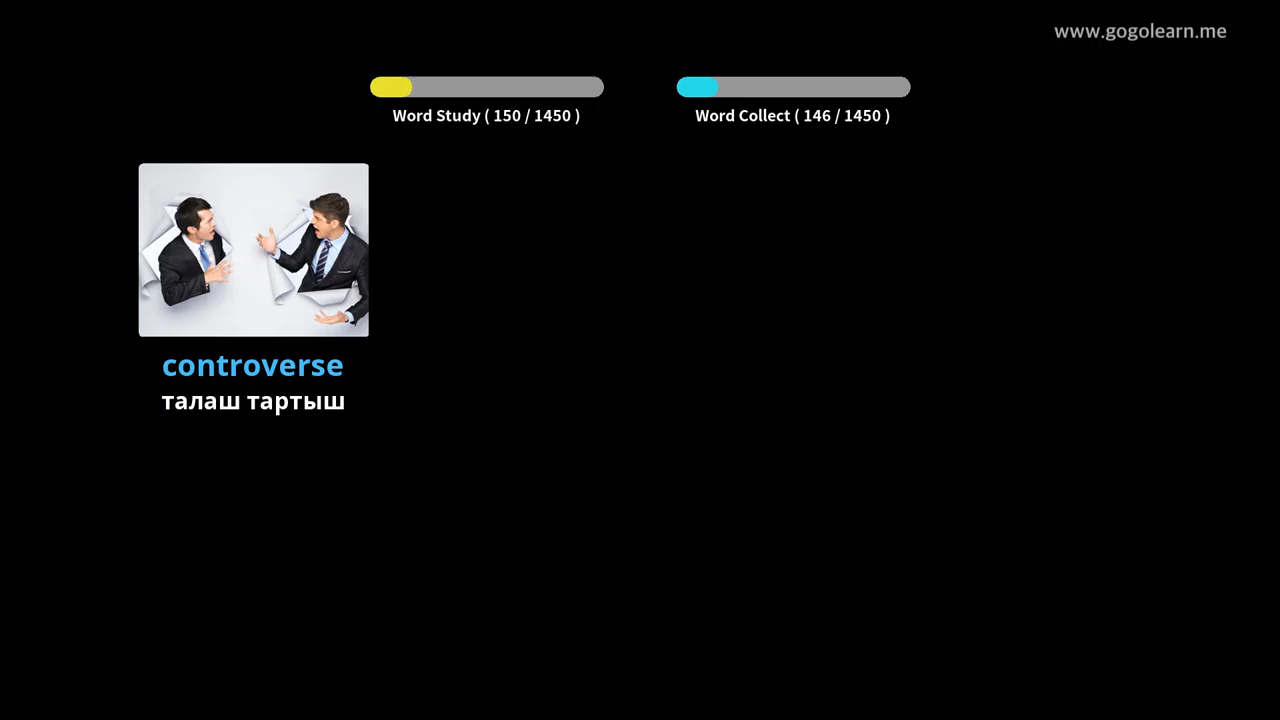 www.gogolearn.me
Word Study ( 150 / 1450 )
Word Collect ( 146 / 1450 )
controverse
талаш тартыш